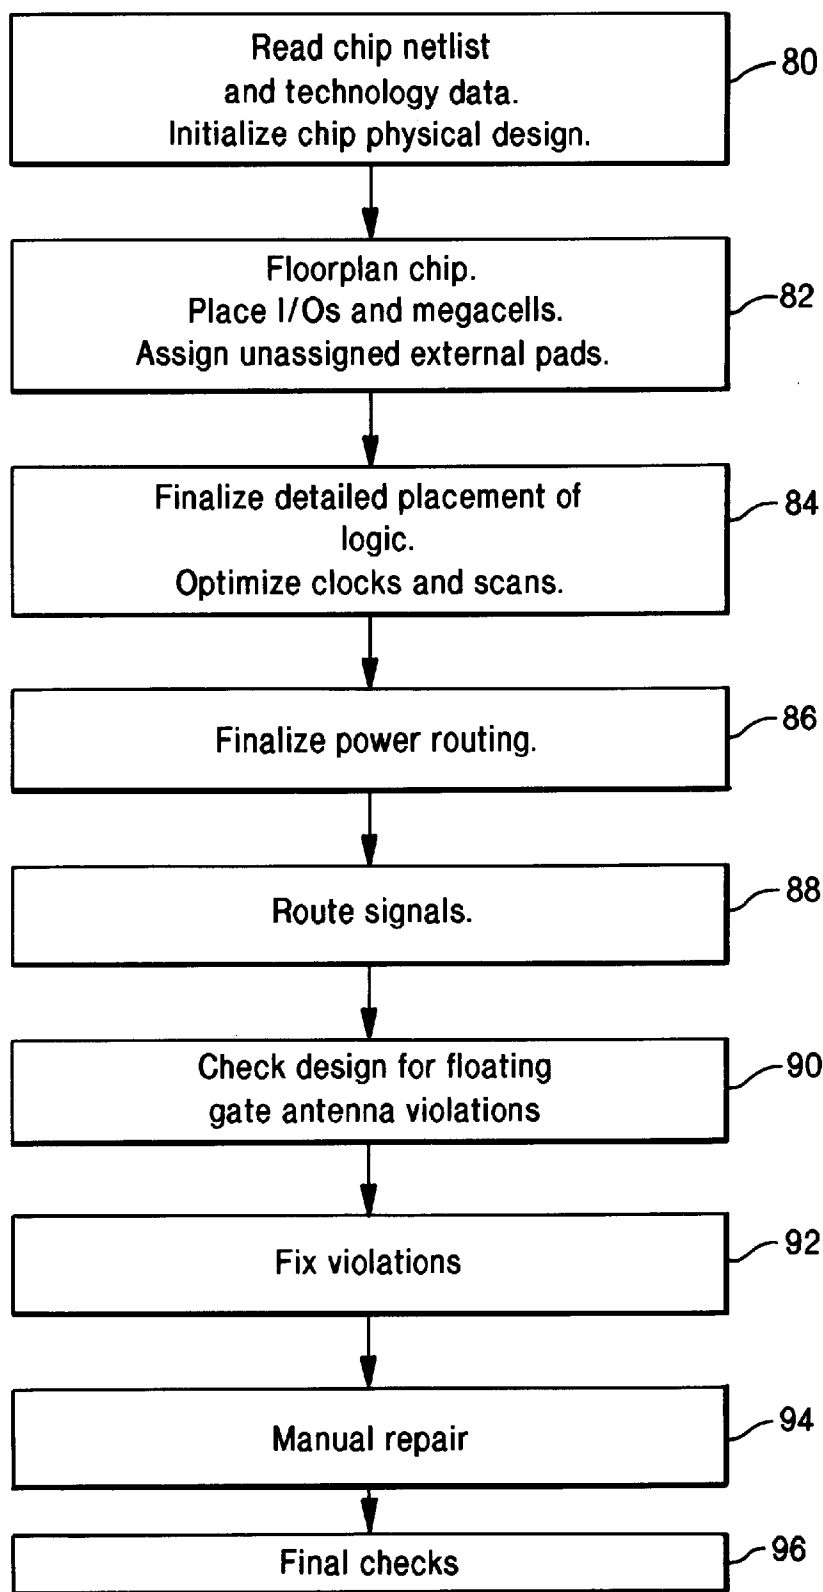 Read chip netlist
and technology data.
Initialize chip physical design.
80
Floorplan chip.
Place I/Os and megacells.
Assign unassigned external pads.
82
Finalize detailed placement of
logic.
Optimize clocks and scans.
84
Finalize power routing.
86
Route signals.
88
Check design for floating
gate antenna violations
90
Fix violations
92
Manual repair
94
Final checks
96